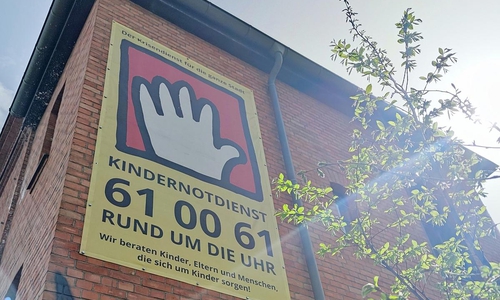 Der Krisendienst für die ganze Stadt
KINDERNOTDIENST
61 00 61
RUND UM DIE UHR
Wir beraten Kinder, Eltern und Menschen,
die sich um Kinder sorgen!